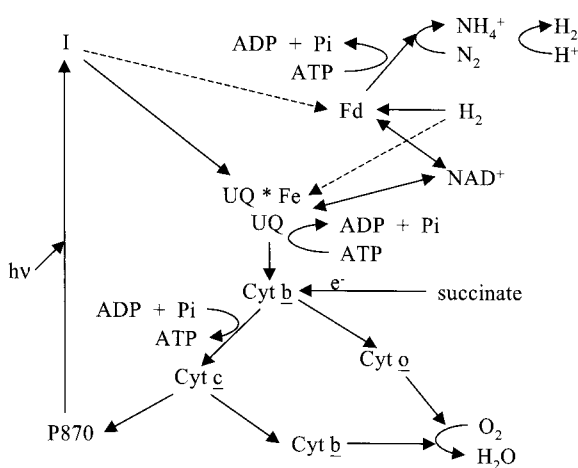 I
ADP + Pi
ATP
NH₄⁺
N₂
H₂
H⁺
Fd
H₂
NAD⁺
UQ * Fe
UQ
ADP + Pi
ATP
hν
Cyt b
e⁻
succinate
ADP + Pi
ATP
Cyt o
Cyt c
P870
Cyt b
O₂
H₂O